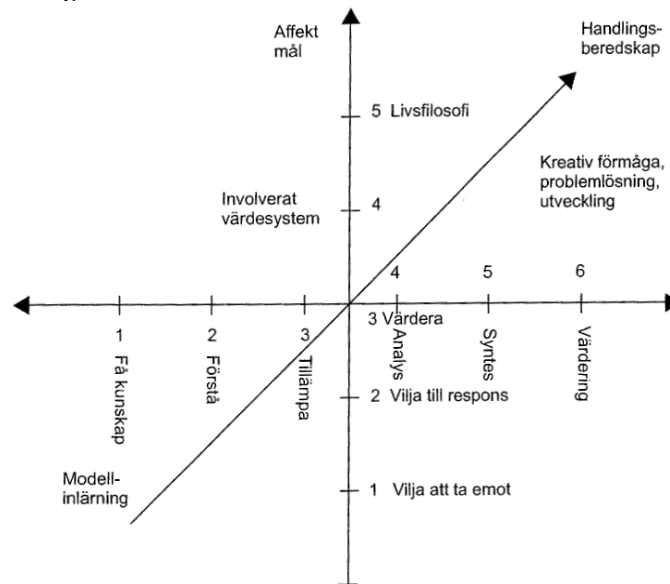 Affekt
mål
Handlings-
beredskap
5 Livsfilosofi
Kreativ förmåga,
problemlösning,
utveckling
Involverat
värdesystem
4
4
5
6
3 Värdera
1
2
3
Få kunskap
Förstå
Tillämpa
Analys
Syntes
Värdering
2 Vilja till respons
Modell-
inlärning
1 Vilja att ta emot